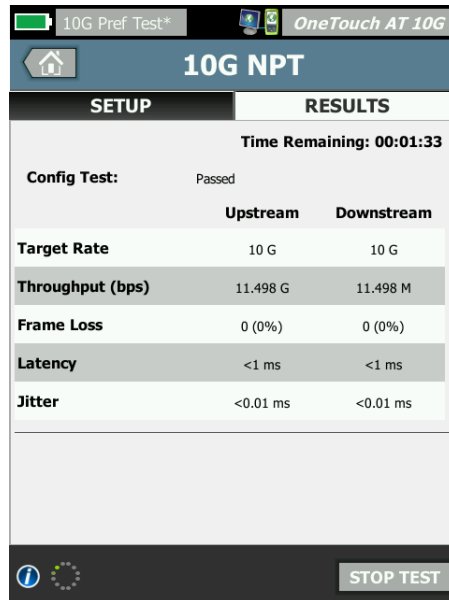 10G Pref Test*
OneTouch AT 10G
10G NPT
SETUP RESULTS
Time Remaining: 00:01:33
Config Test: Passed
Upstream Downstream
Target Rate 10 G 10 G
Throughput (bps) 11.498 G 11.498 M
Frame Loss 0 (0%) 0 (0%)
Latency <1 ms <1 ms
Jitter <0.01 ms <0.01 ms
STOP TEST